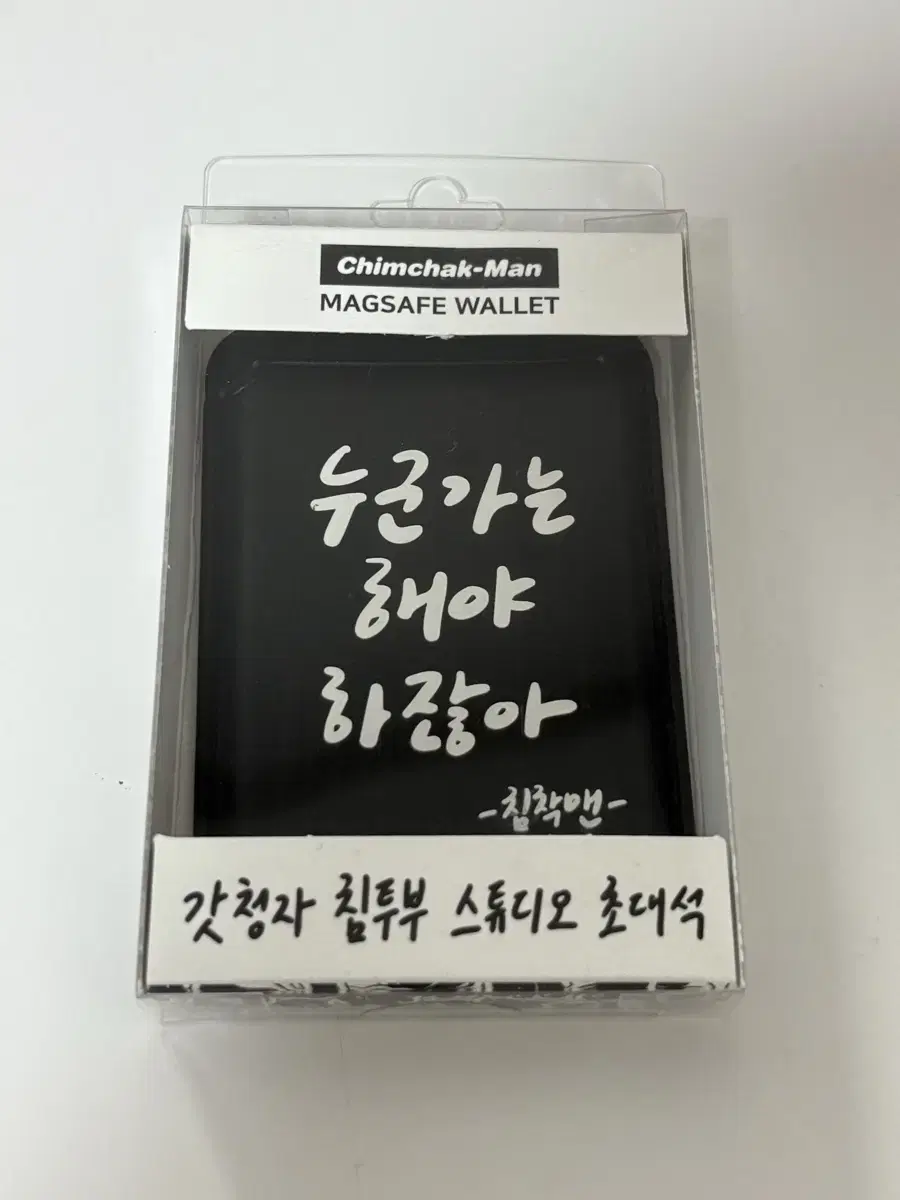 Chimchak-Man
MAGSAFE WALLET
누군가는
해야
하잖아
-침착맨-
갓청자 침투부 스튜디오 초대석